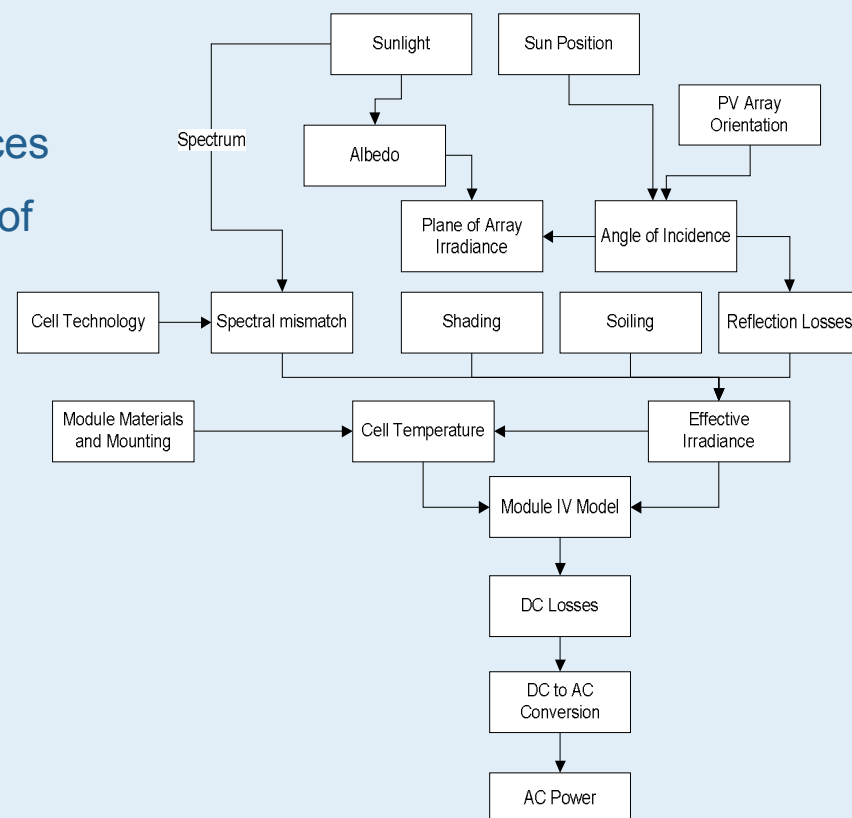 of
Sunlight
Sun Position
PV Array
Orientation
Spectrum
Albedo
Plane of Array
Irradiance
Angle of Incidence
Cell Technology
Spectral mismatch
Shading
Soiling
Reflection Losses
Module Materials
and Mounting
Cell Temperature
Effective
Irradiance
Module IV Model
DC Losses
DC to AC
Conversion
AC Power